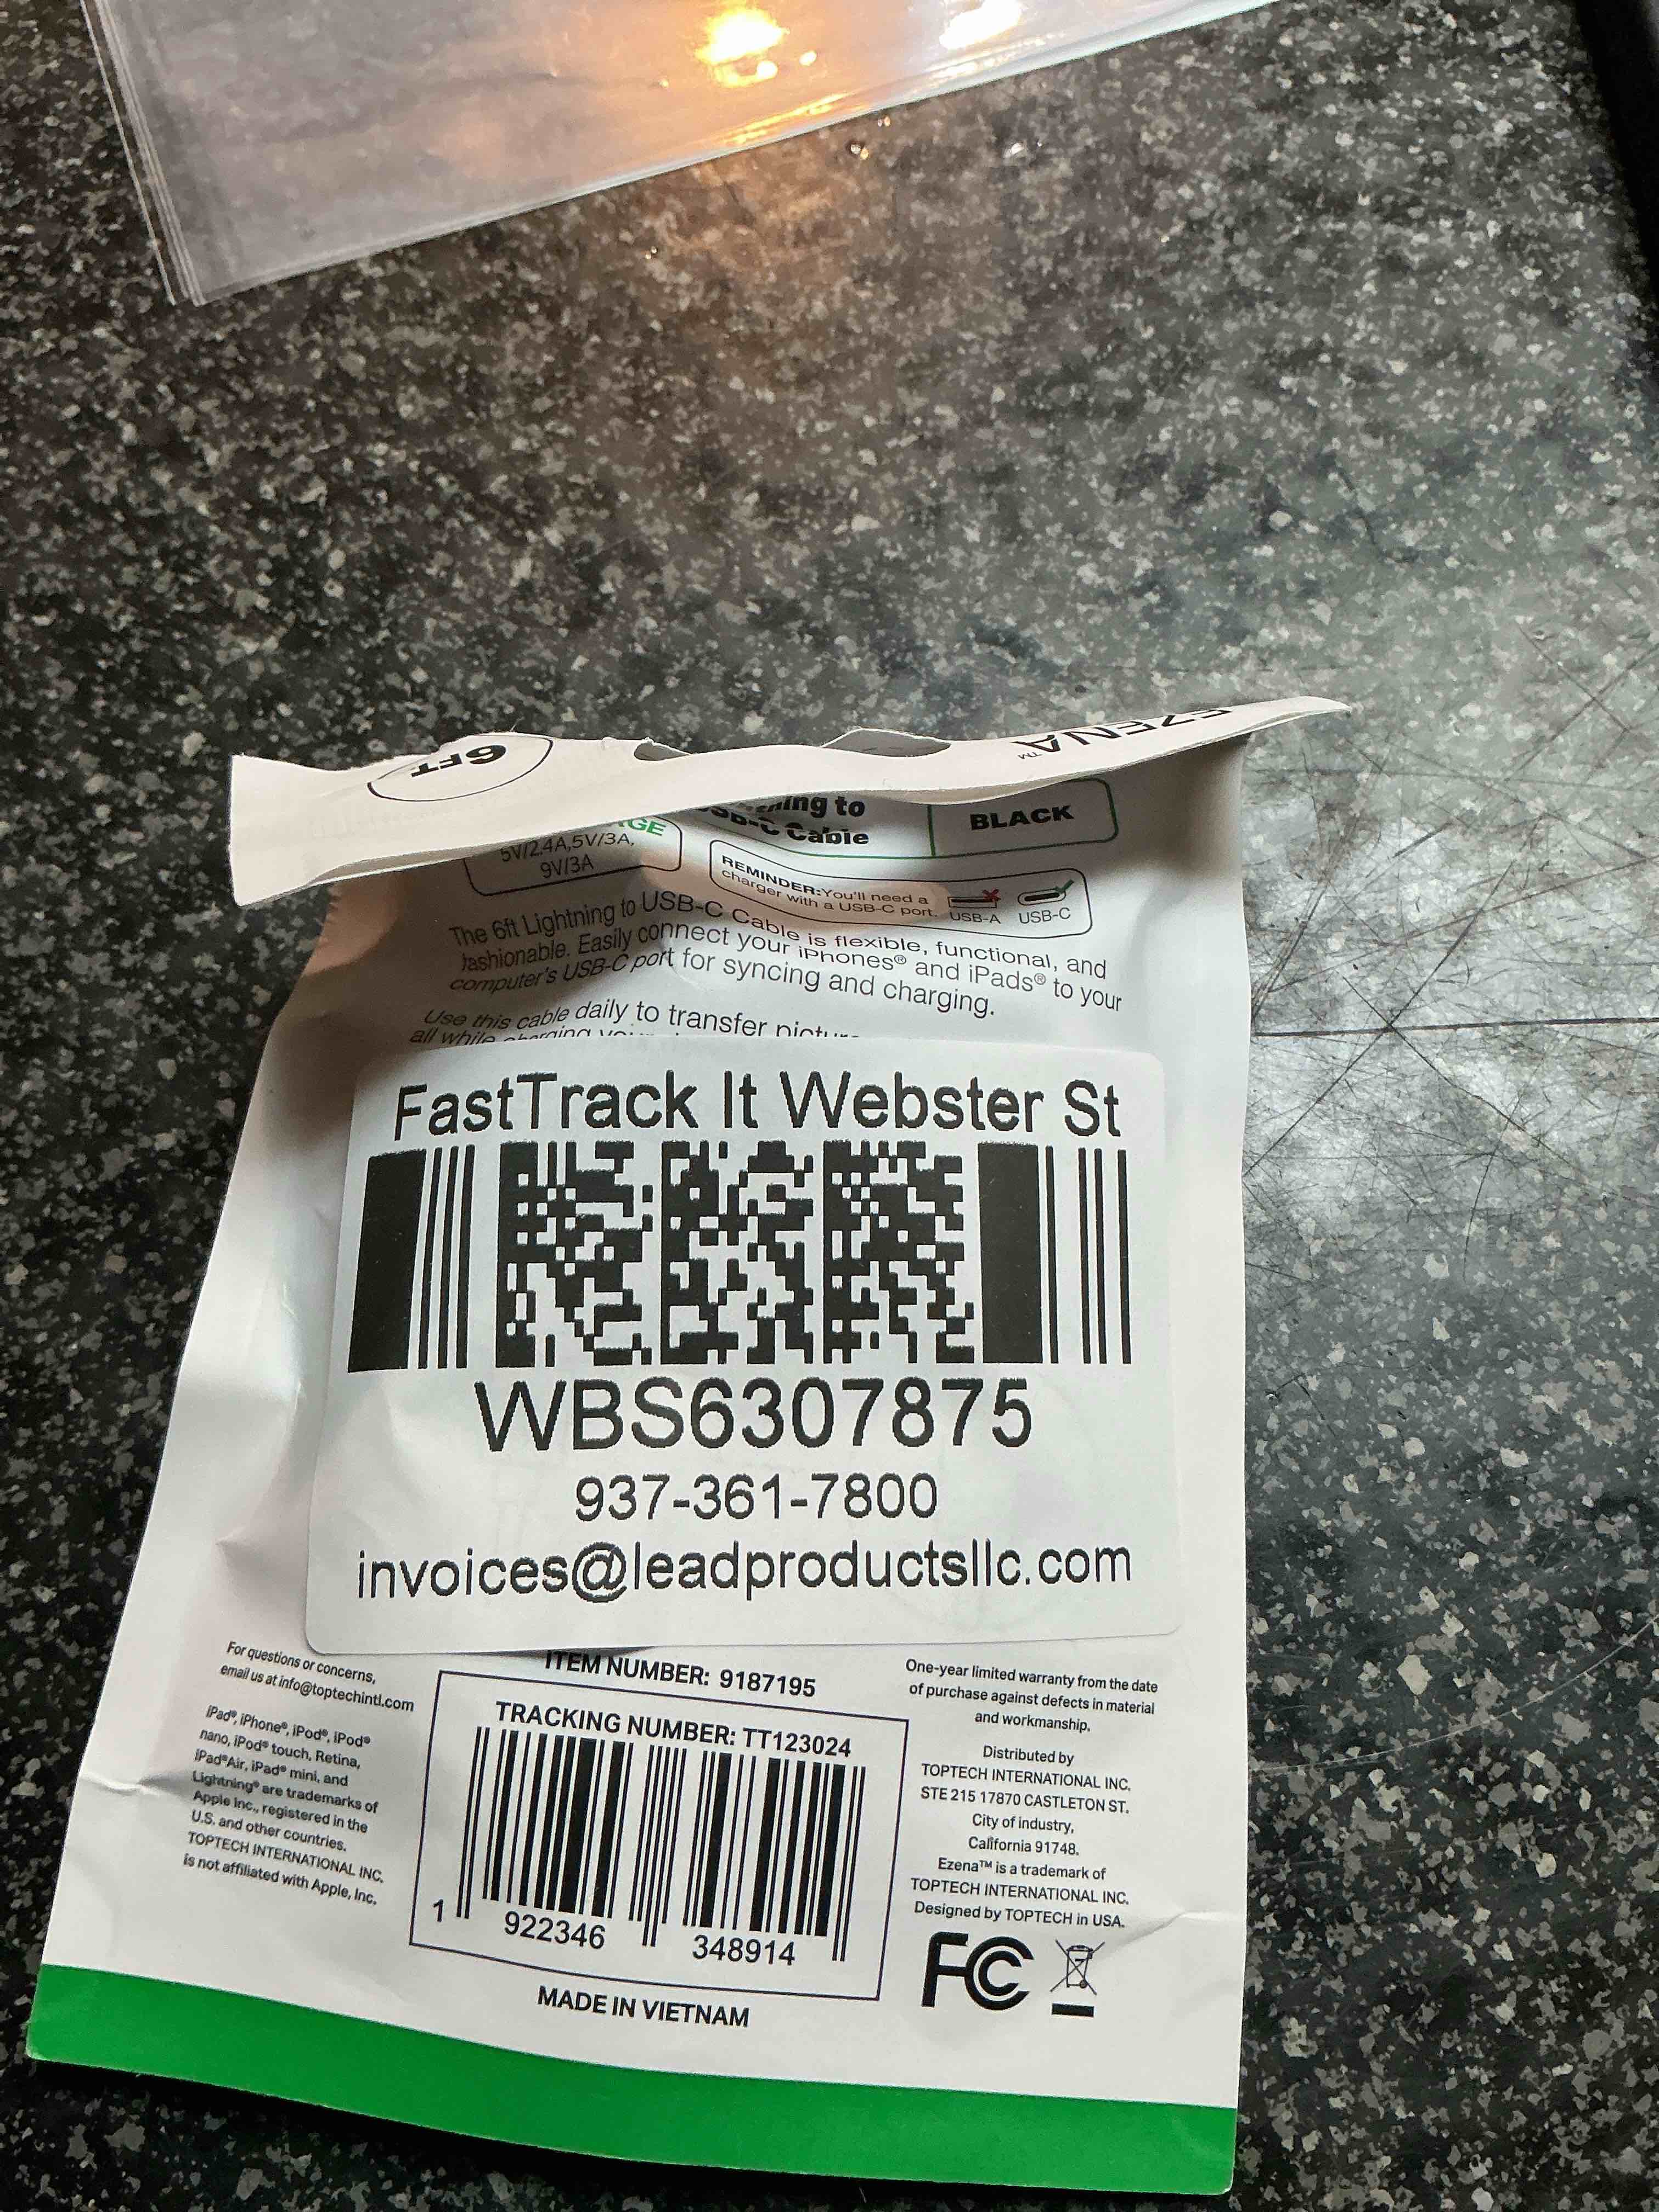 6FT
EZENA™
ing to
Cable
BLACK
GE
5V/2.4A,5V/3A,
9V/3A
REMINDER:You'll need a
charger with a USB-C port.
USB-A
USB-C
The 6ft Lightning to USB-C Cable is flexible, functional, and
fashionable. Easily connect your iPhones® and iPads® to your
computer's USB-C port for syncing and charging.
Use this cable daily to transfer
all while charging
FastTrack It Webster St
WBS6307875
937-361-7800
invoices@leadproductsllc.com
For questions or concerns,
email us at info@toptechintl.com
iPad®, iPhone®, iPod®, iPod®
nano, iPod® touch, Retina,
iPad®Air, iPad® mini, and
Lightning® are trademarks of
Apple Inc., registered in the
U.S. and other countries.
TOPTECH INTERNATIONAL INC.
is not affiliated with Apple, Inc.
ITEM NUMBER: 9187195
TRACKING NUMBER: TT123024
1 922346 348914
MADE IN VIETNAM
One-year limited warranty from the date
of purchase against defects in material
and workmanship.
Distributed by
TOPTECH INTERNATIONAL INC.
STE 215 17870 CASTLETON ST.
City of industry,
California 91748.
Ezena™ is a trademark of
TOPTECH INTERNATIONAL INC.
Designed by TOPTECH in USA.
FC